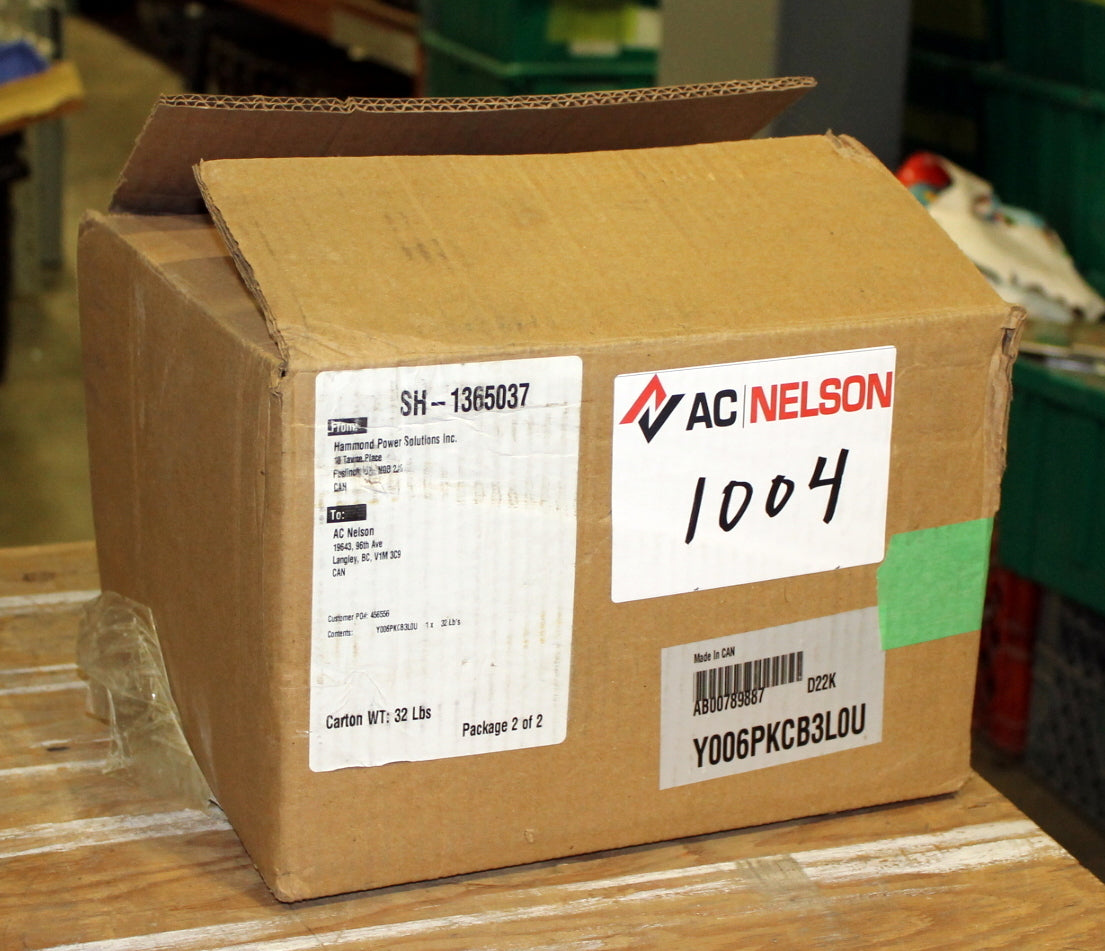 SH-1365037
From:
Hammond Power Solutions Inc.
Place
CAN
To:
AC Nelson
19643, 96th Ave
Langley, BC, V1M 3C9
CAN
Customer PO#: 456556
Contents: Y006PKCB3L0U 1 x 32 Lb's
Carton WT: 32 Lbs
Package 2 of 2
AC|NELSON
1004
Made In CAN
AB00789887
D22K
Y006PKCB3L0U